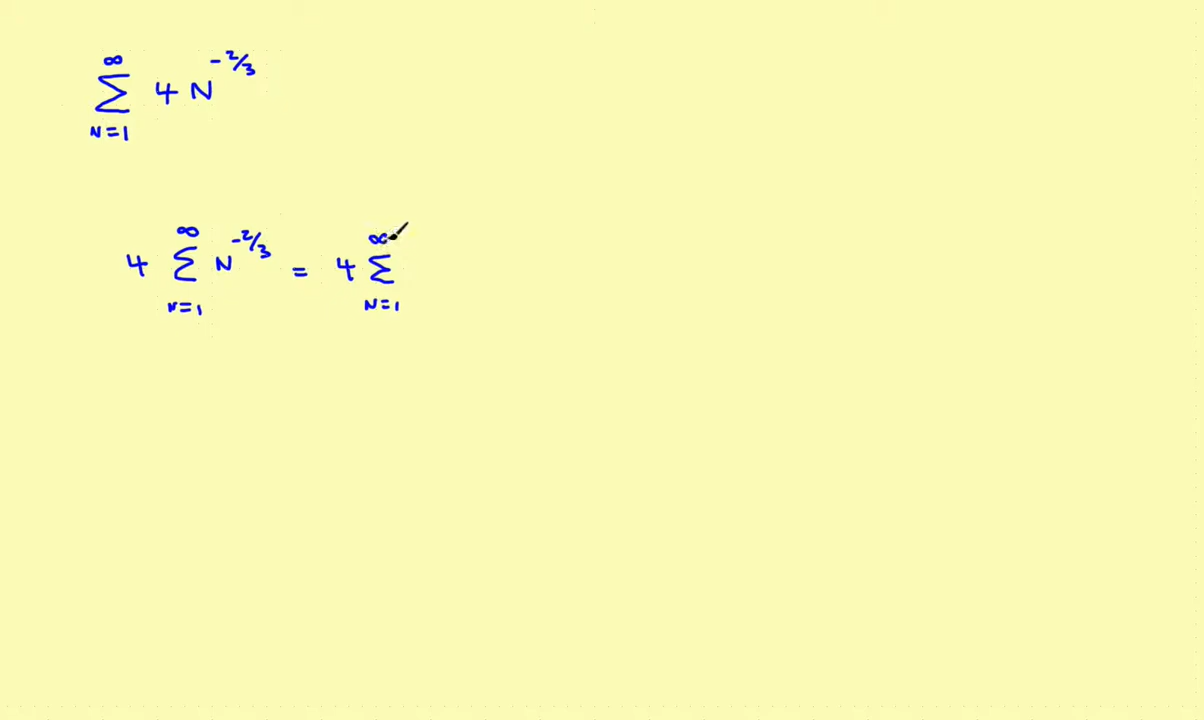 ∞
∑ 4 N^{-2/3}
N=1
∞ ∞
4 ∑ N^{-2/3} = 4 ∑
N=1 N=1